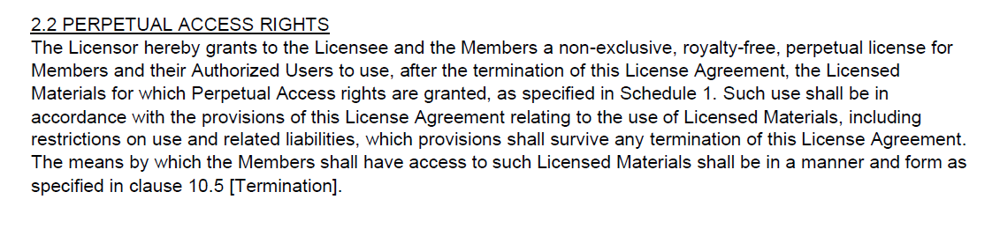 2.2 PERPETUAL ACCESS RIGHTS
The Licensor hereby grants to the Licensee and the Members a non-exclusive, royalty-free, perpetual license for
Members and their Authorized Users to use, after the termination of this License Agreement, the Licensed
Materials for which Perpetual Access rights are granted, as specified in Schedule 1. Such use shall be in
accordance with the provisions of this License Agreement relating to the use of Licensed Materials, including
restrictions on use and related liabilities, which provisions shall survive any termination of this License Agreement.
The means by which the Members shall have access to such Licensed Materials shall be in a manner and form as
specified in clause 10.5 [Termination].